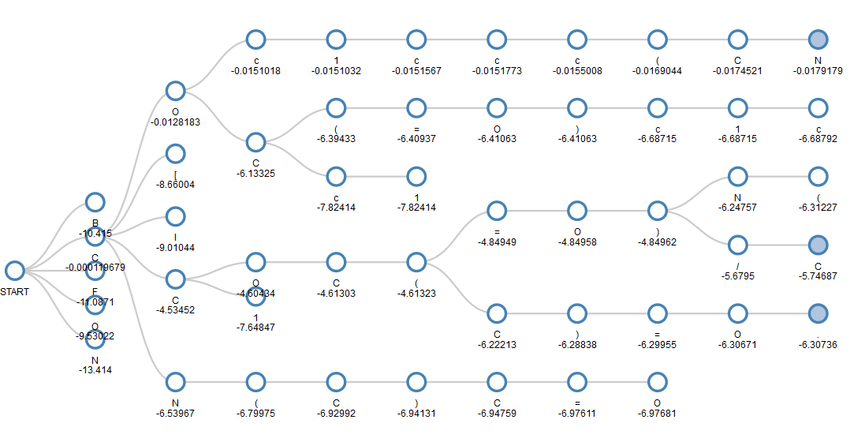 c 1 c c c ( C N
-0.0151018 -0.0151032 -0.0151567 -0.0151773 -0.0155008 -0.0169044 -0.0174521 -0.0179179
O
-0.0128183
( = O ) c 1 c
-6.39433 -6.40937 -6.41063 -6.41063 -6.68715 -6.68715 -6.68792
C
-6.13325
[
-8.66004
c 1
-7.82414 -7.82414
N (
-6.24757 -6.31227
B
-10.415
I
-9.01044
= O )
-4.84949 -4.84958 -4.84962
C
-0.000119679
/ C
-5.6795 -5.74687
O C (
-4.60434 -4.61303 -4.61323
START
F
-11.0871
C
-4.53452
1
-7.64847
O
-9.53022
C ) = O
-6.22213 -6.28838 -6.29955 -6.30671 -6.30736
N
-13.414
N ( C ) C = O
-6.53967 -6.79975 -6.92992 -6.94131 -6.94759 -6.97611 -6.97681